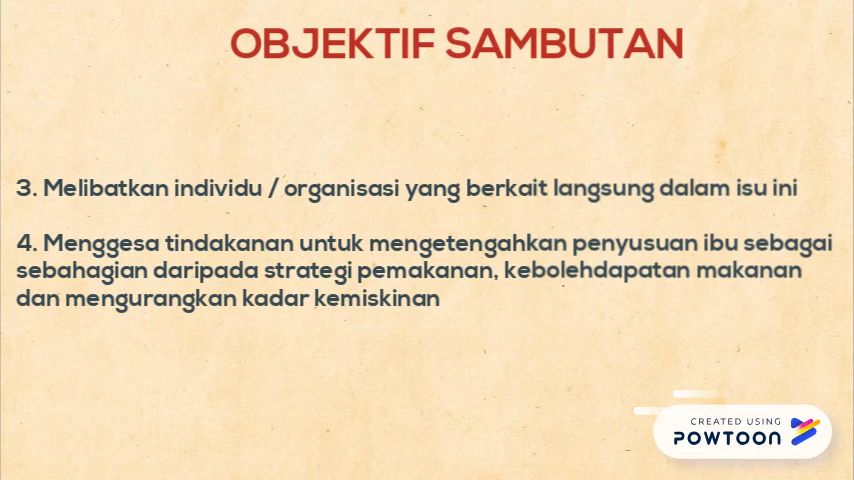 OBJEKTIF SAMBUTAN
3. Melibatkan individu / organisasi yang berkait langsung dalam isu ini
4. Menggesa tindakanan untuk mengetengahkan penyusuan ibu sebagai
sebahagian daripada strategi pemakanan, kebolehdapatan makanan
dan mengurangkan kadar kemiskinan
CREATED USING
POWTOON